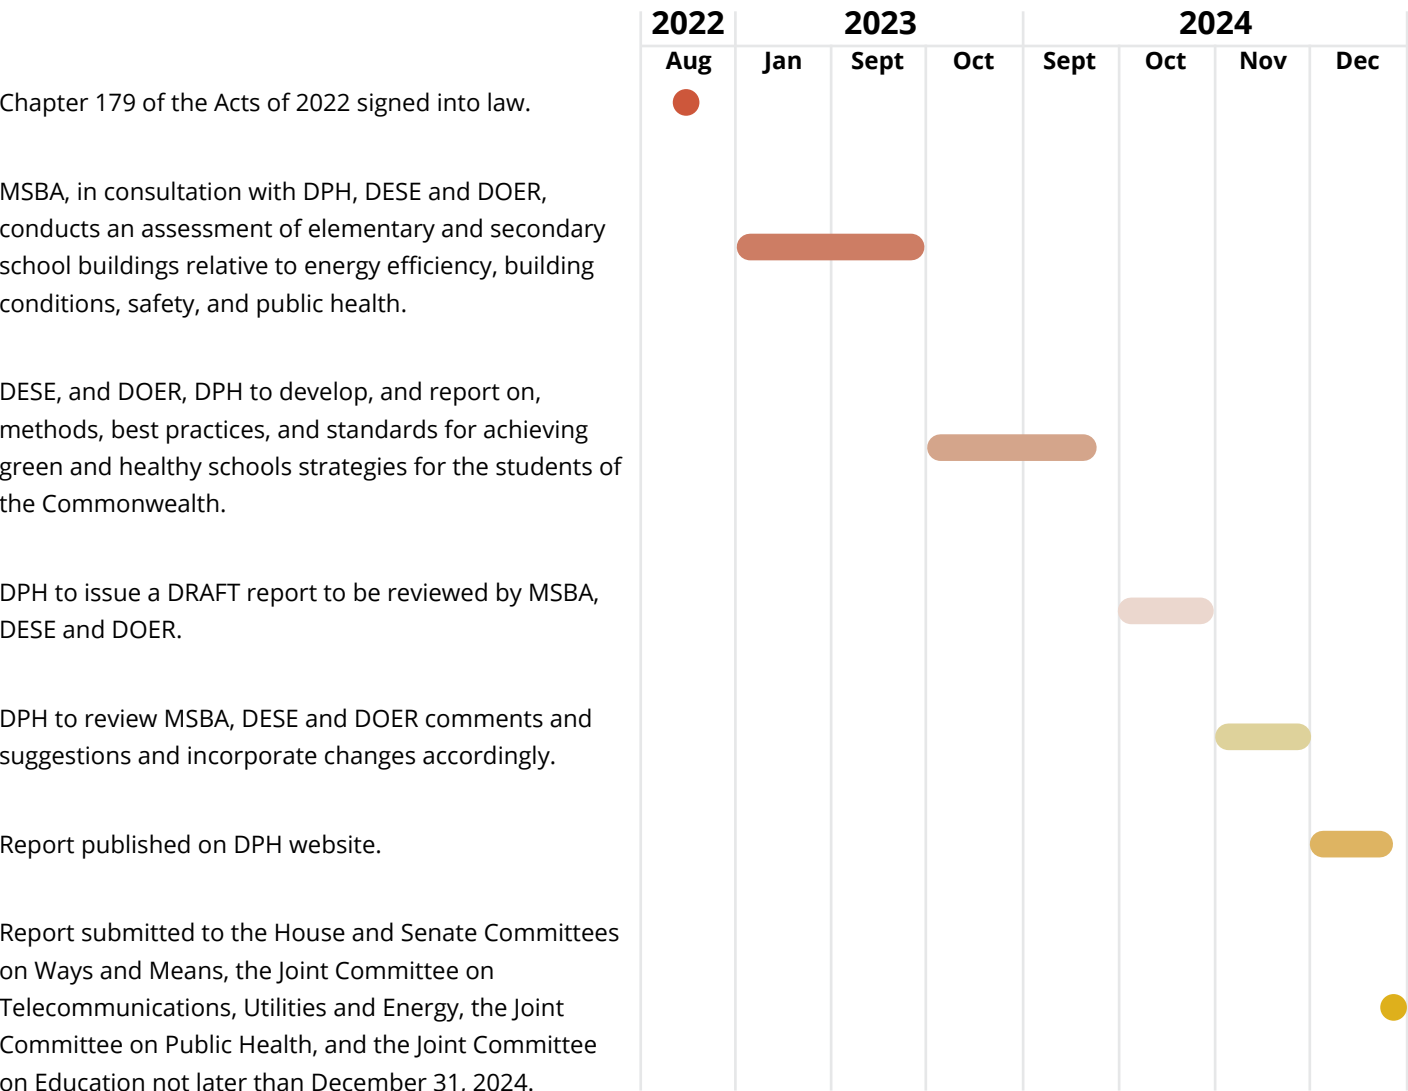 2022 2023 2024
Aug Jan Sept Oct Sept Oct Nov Dec
Chapter 179 of the Acts of 2022 signed into law.
MSBA, in consultation with DPH, DESE and DOER,
conducts an assessment of elementary and secondary
school buildings relative to energy efficiency, building
conditions, safety, and public health.
DESE, and DOER, DPH to develop, and report on,
methods, best practices, and standards for achieving
green and healthy schools strategies for the students of
the Commonwealth.
DPH to issue a DRAFT report to be reviewed by MSBA,
DESE and DOER.
DPH to review MSBA, DESE and DOER comments and
suggestions and incorporate changes accordingly.
Report published on DPH website.
Report submitted to the House and Senate Committees
on Ways and Means, the Joint Committee on
Telecommunications, Utilities and Energy, the Joint
Committee on Public Health, and the Joint Committee
on Education not later than December 31, 2024.